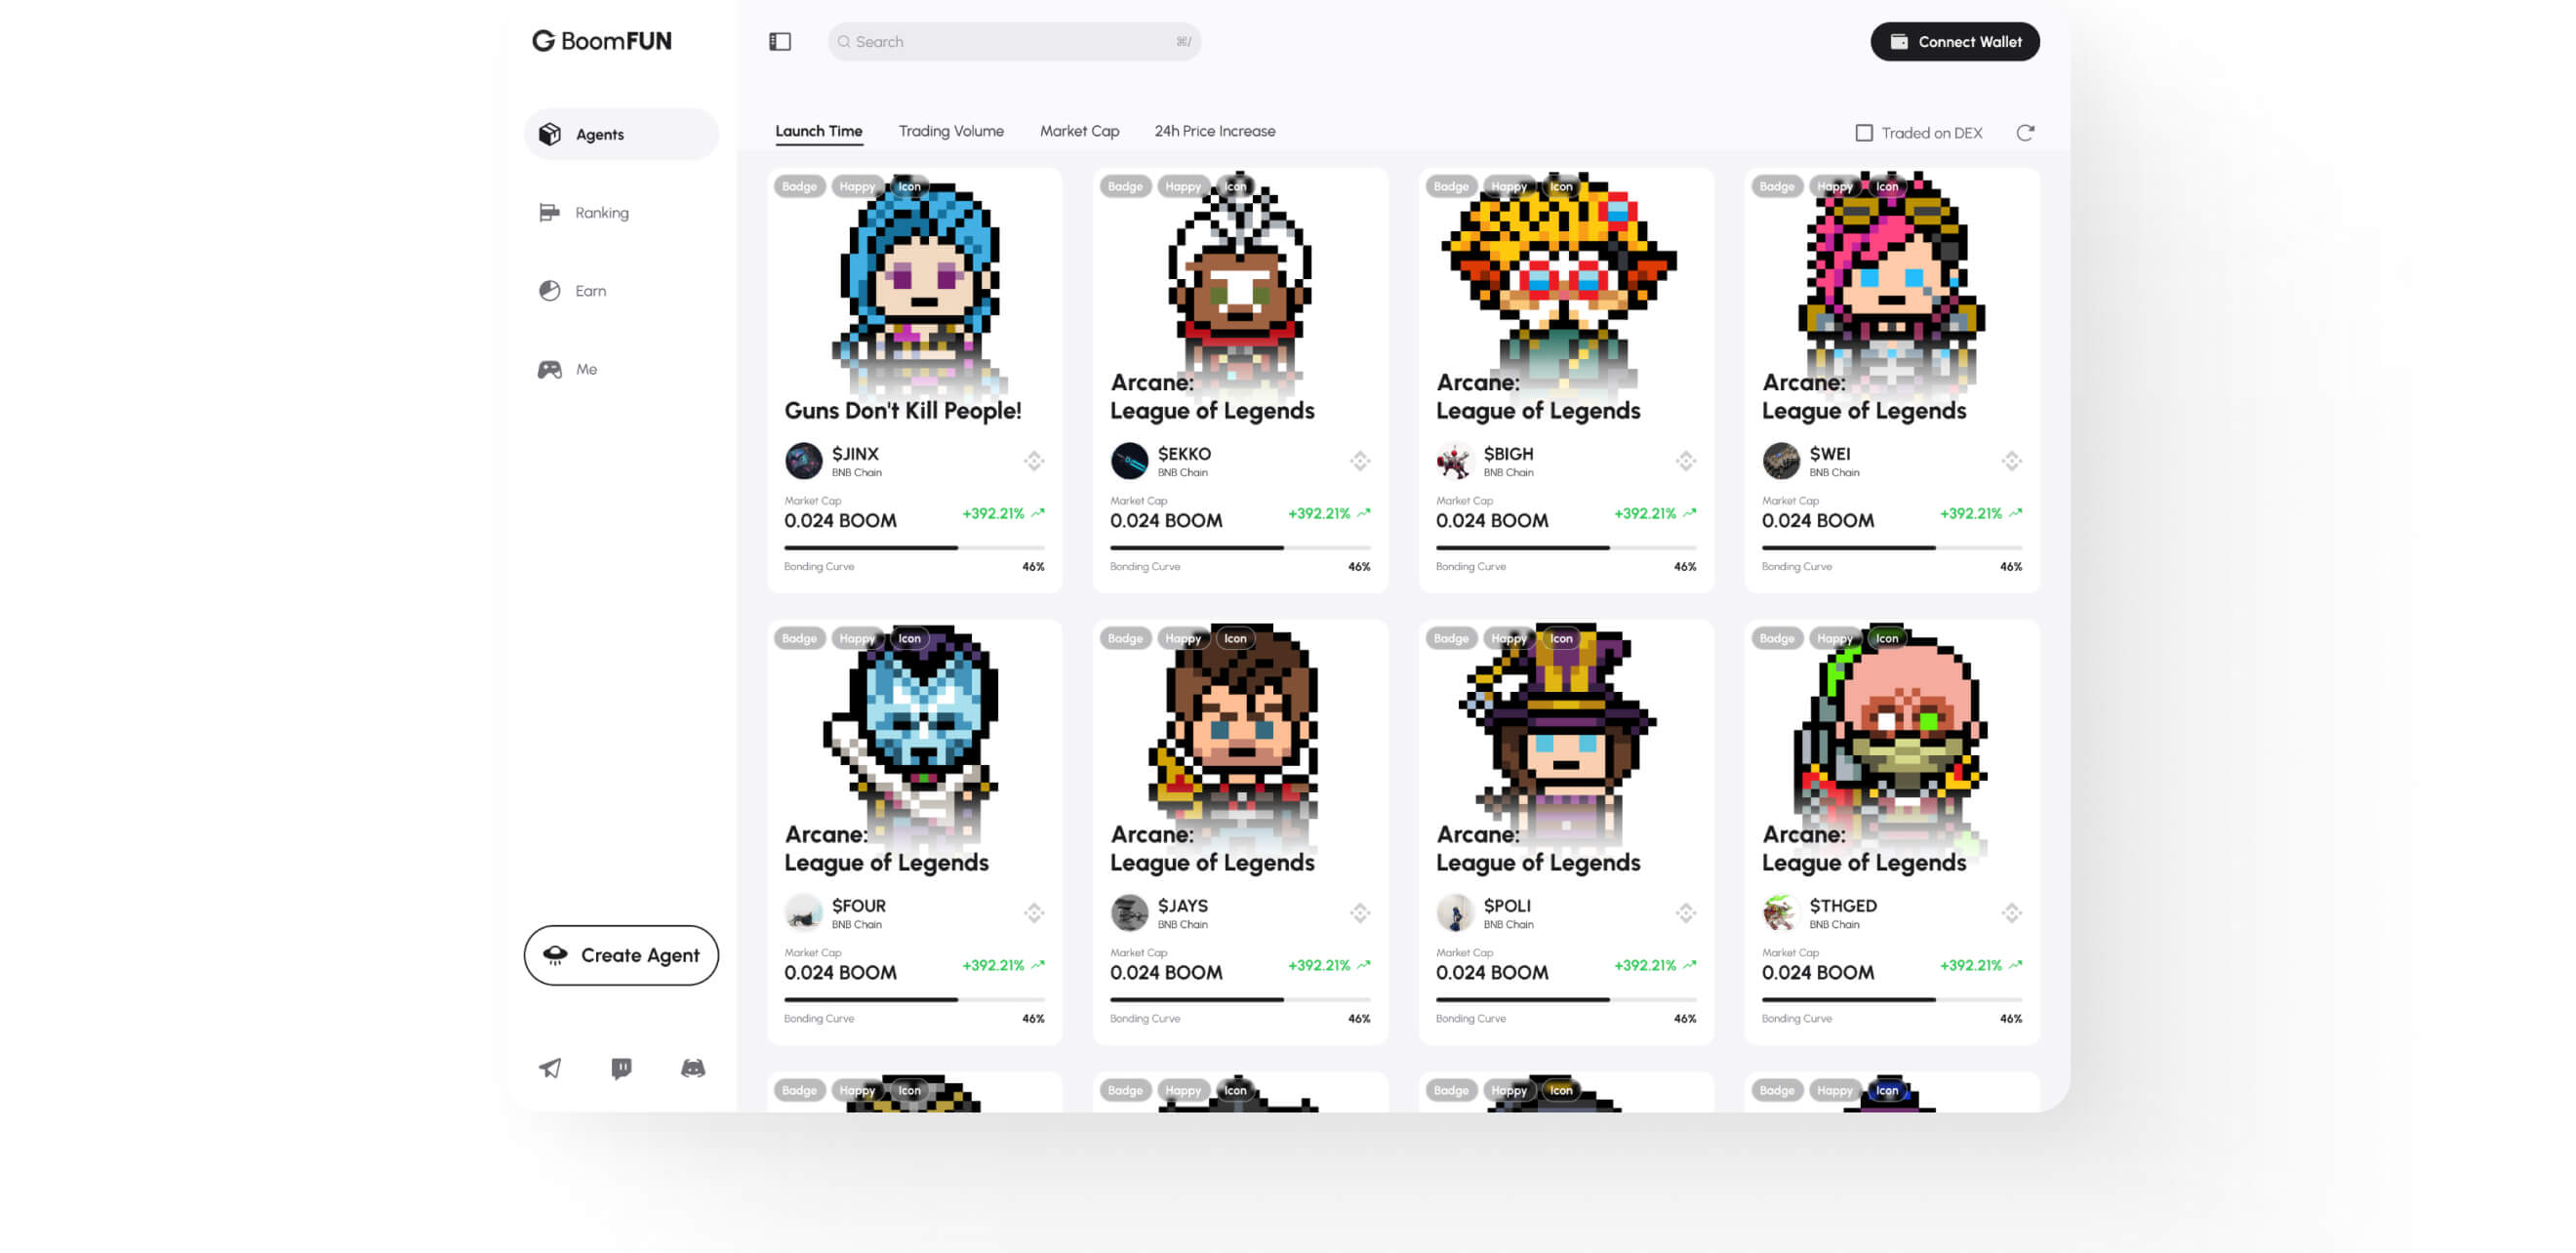 BoomFUN
Search
⌘/
Connect Wallet
Agents
Ranking
Earn
Me
Create Agent
Launch Time
Trading Volume
Market Cap
24h Price Increase
Traded on DEX
Badge Happy Icon
Guns Don't Kill People!
$JINX
BNB Chain
Market Cap
0.024 BOOM
+392.21%
Bonding Curve
46%
Badge Happy Icon
Arcane:
League of Legends
$EKKO
BNB Chain
Market Cap
0.024 BOOM
+392.21%
Bonding Curve
46%
Badge Happy Icon
Arcane:
League of Legends
$BIGH
BNB Chain
Market Cap
0.024 BOOM
+392.21%
Bonding Curve
46%
Badge Happy Icon
Arcane:
League of Legends
$WEI
BNB Chain
Market Cap
0.024 BOOM
+392.21%
Bonding Curve
46%
Badge Happy Icon
Arcane:
League of Legends
$FOUR
BNB Chain
Market Cap
0.024 BOOM
+392.21%
Bonding Curve
46%
Badge Happy Icon
Arcane:
League of Legends
$JAYS
BNB Chain
Market Cap
0.024 BOOM
+392.21%
Bonding Curve
46%
Badge Happy Icon
Arcane:
League of Legends
$POLI
BNB Chain
Market Cap
0.024 BOOM
+392.21%
Bonding Curve
46%
Badge Happy Icon
Arcane:
League of Legends
$THGED
BNB Chain
Market Cap
0.024 BOOM
+392.21%
Bonding Curve
46%
Badge Happy Icon
Badge Happy Icon
Badge Happy Icon
Badge Happy Icon